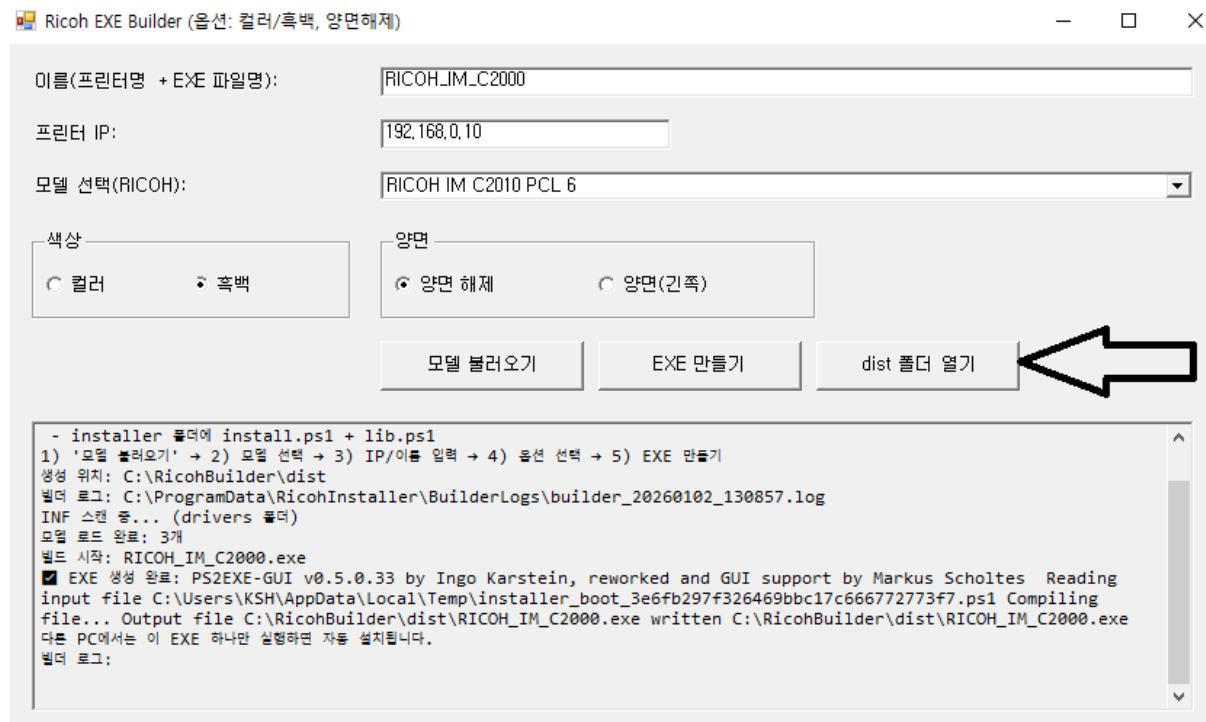 Ricoh EXE Builder (옵션: 컬러/흑백, 양면해제)
이름(프린터명 + EXE 파일명):
RICOH_IM_C2000
프린터 IP:
192.168.0.10
모델 선택(RICOH):
RICOH IM C2010 PCL 6
색상
컬러
흑백
양면
양면 해제
양면(긴쪽)
모델 불러오기
EXE 만들기
dist 폴더 열기
- installer 폴더에 install.ps1 + lib.ps1
1) '모델 불러오기' → 2) 모델 선택 → 3) IP/이름 입력 → 4) 옵션 선택 → 5) EXE 만들기
생성 위치: C:\RicohBuilder\dist
빌더 로그: C:\ProgramData\RicohInstaller\BuilderLogs\builder_20260102_130857.log
INF 스캔 중... (drivers 폴더)
모델 로드 완료: 3개
빌드 시작: RICOH_IM_C2000.exe
✅ EXE 생성 완료: PS2EXE-GUI v0.5.0.33 by Ingo Karstein, reworked and GUI support by Markus Scholtes  Reading
input file C:\Users\KSH\AppData\Local\Temp\installer_boot_3e6fb297f326469bbc17c666772773f7.ps1 Compiling
file... Output file C:\RicohBuilder\dist\RICOH_IM_C2000.exe written C:\RicohBuilder\dist\RICOH_IM_C2000.exe
다른 PC에서는 이 EXE 하나만 실행하면 자동 설치됩니다.
빌더 로그: